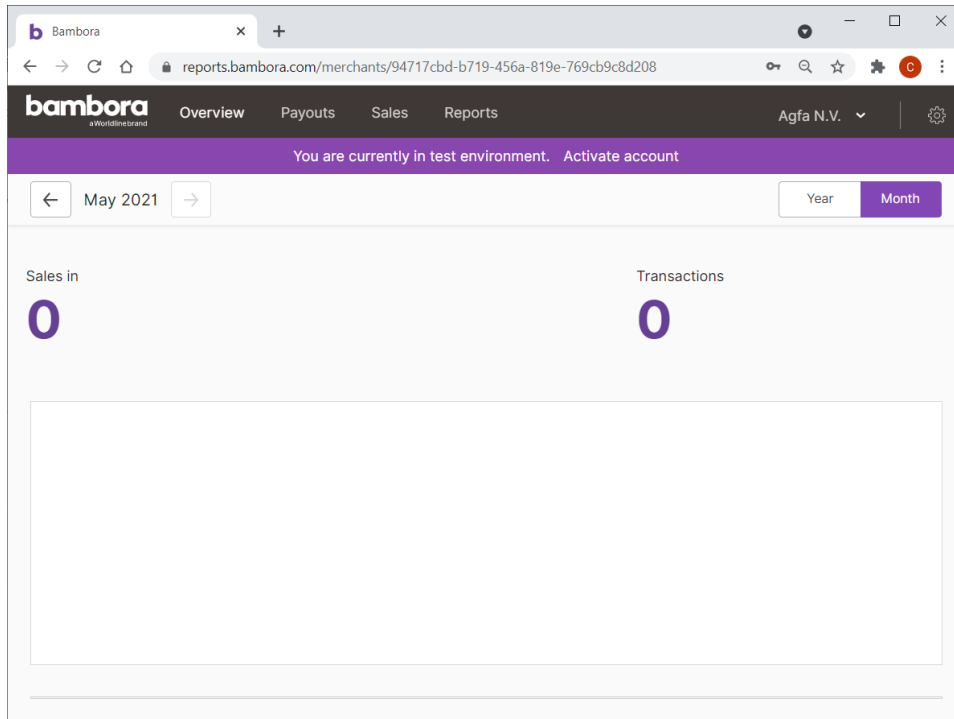 Bambora
reports.bambora.com/merchants/94717cbd-b719-456a-819e-769cb9c8d208
C
bambora
a Worldline brand
Overview Payouts Sales Reports
Agfa N.V.
You are currently in test environment. Activate account
May 2021
Year Month
Sales in
0
Transactions
0